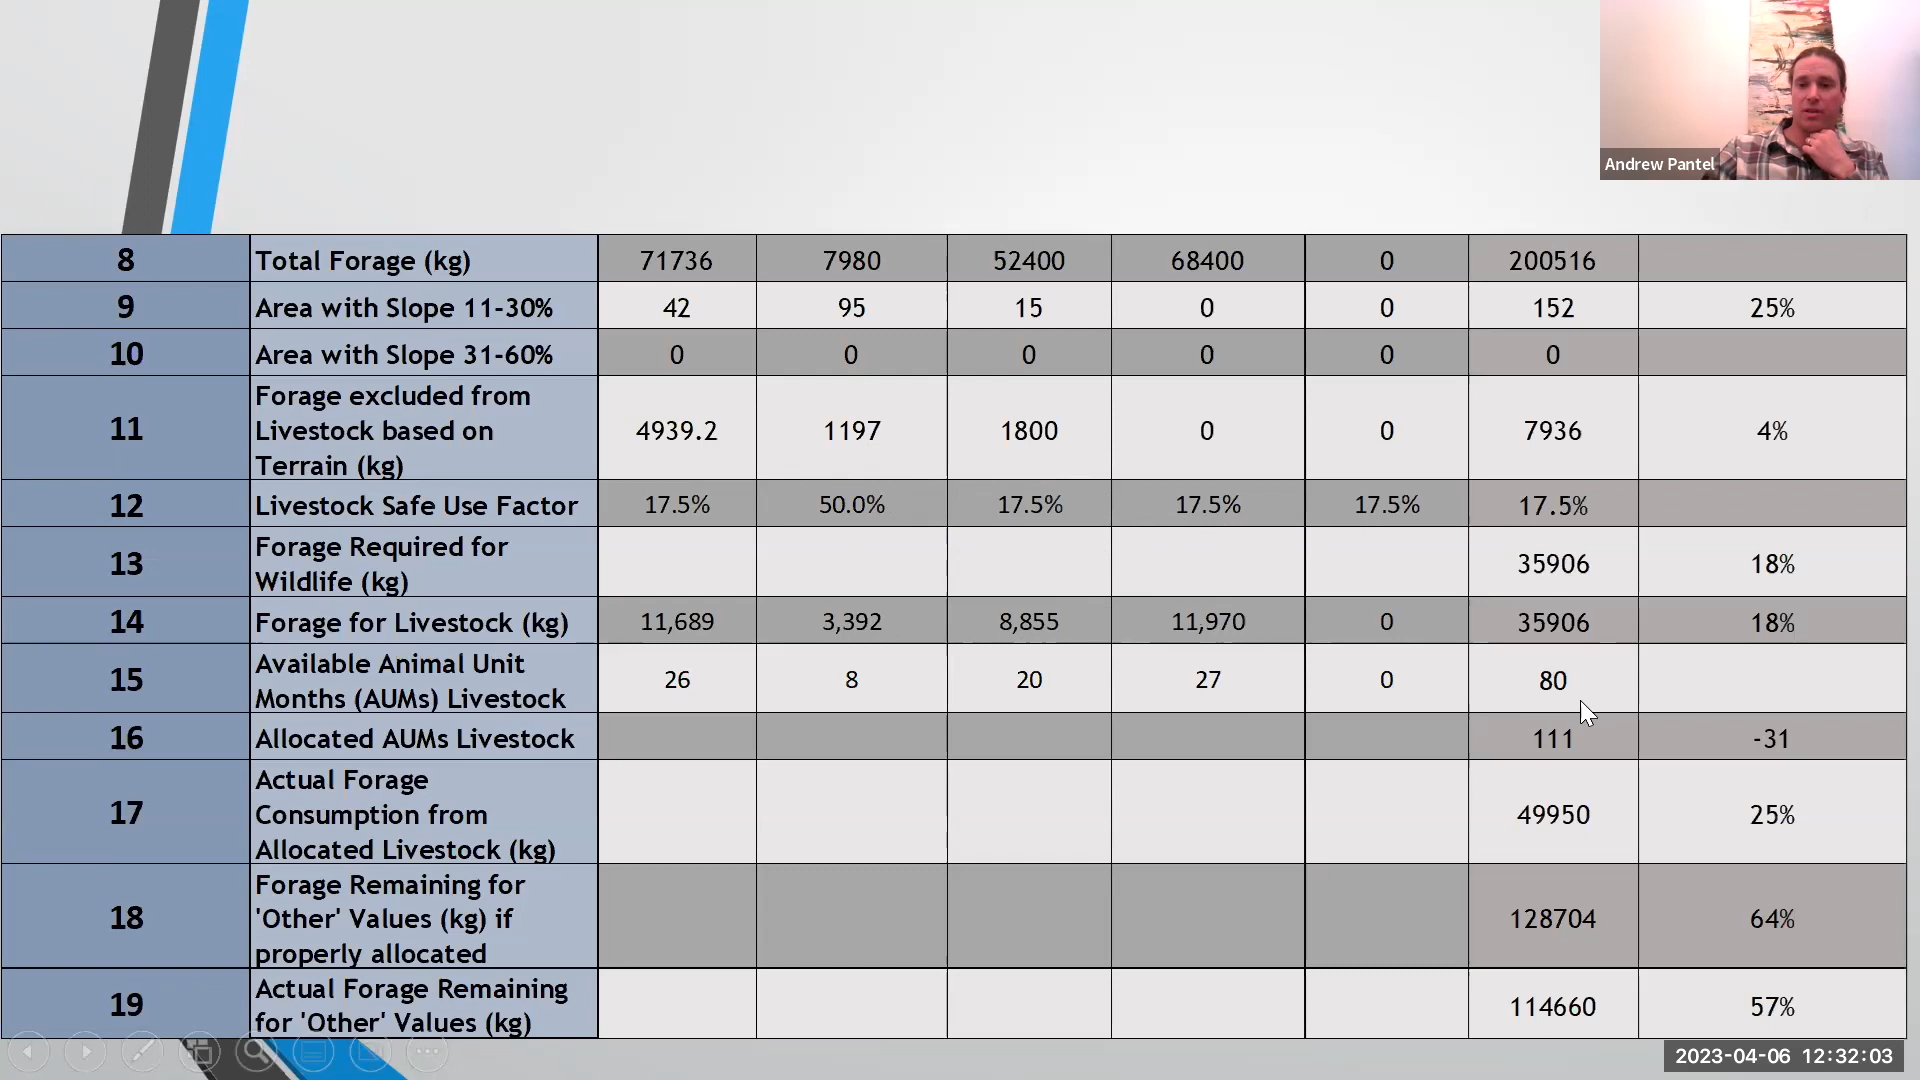 Andrew Pantel
8 Total Forage (kg) 71736 7980 52400 68400 0 200516
9 Area with Slope 11-30% 42 95 15 0 0 152 25%
10 Area with Slope 31-60% 0 0 0 0 0 0
11 Forage excluded from
Livestock based on
Terrain (kg) 4939.2 1197 1800 0 0 7936 4%
12 Livestock Safe Use Factor 17.5% 50.0% 17.5% 17.5% 17.5% 17.5%
13 Forage Required for
Wildlife (kg) 35906 18%
14 Forage for Livestock (kg) 11,689 3,392 8,855 11,970 0 35906 18%
15 Available Animal Unit
Months (AUMs) Livestock 26 8 20 27 0 80
16 Allocated AUMs Livestock 111 -31
17 Actual Forage
Consumption from
Allocated Livestock (kg) 49950 25%
18 Forage Remaining for
'Other' Values (kg) if
properly allocated 128704 64%
19 Actual Forage Remaining
for 'Other' Values (kg) 114660 57%
2023-04-06 12:32:03